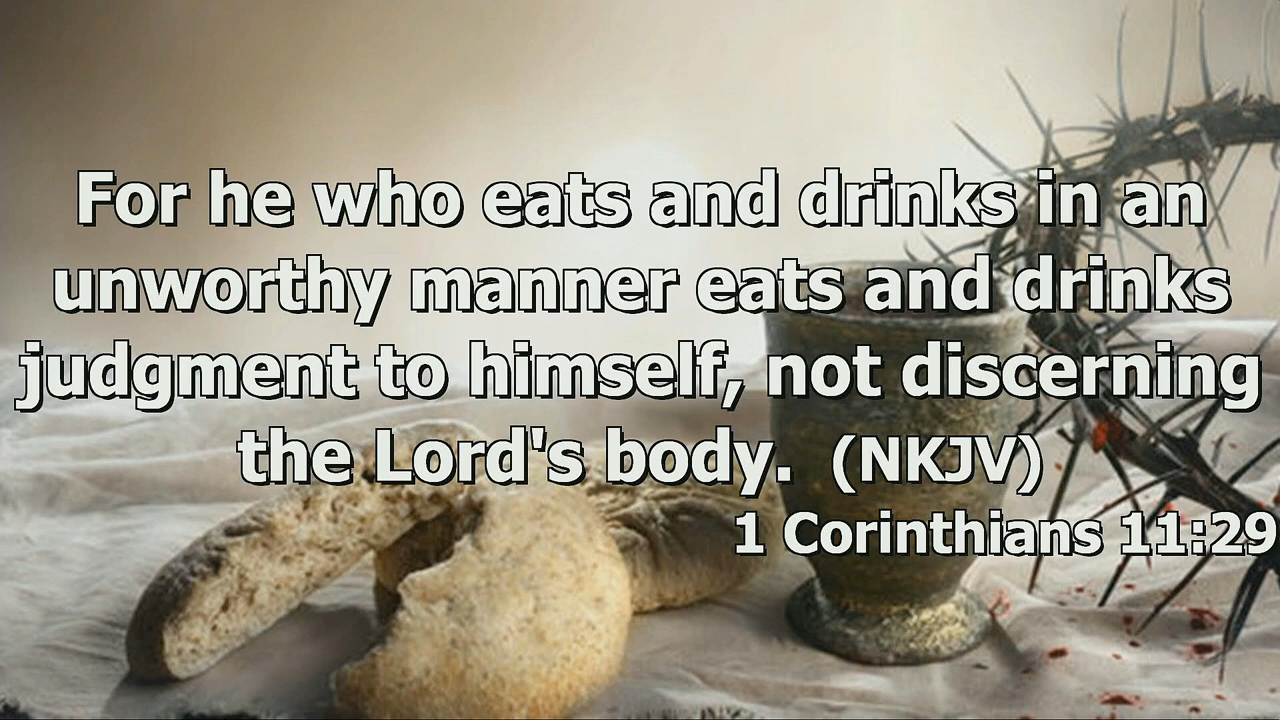 For he who eats and drinks in an
unworthy manner eats and drinks
judgment to himself, not discerning
the Lord's body.  (NKJV)
1 Corinthians 11:29